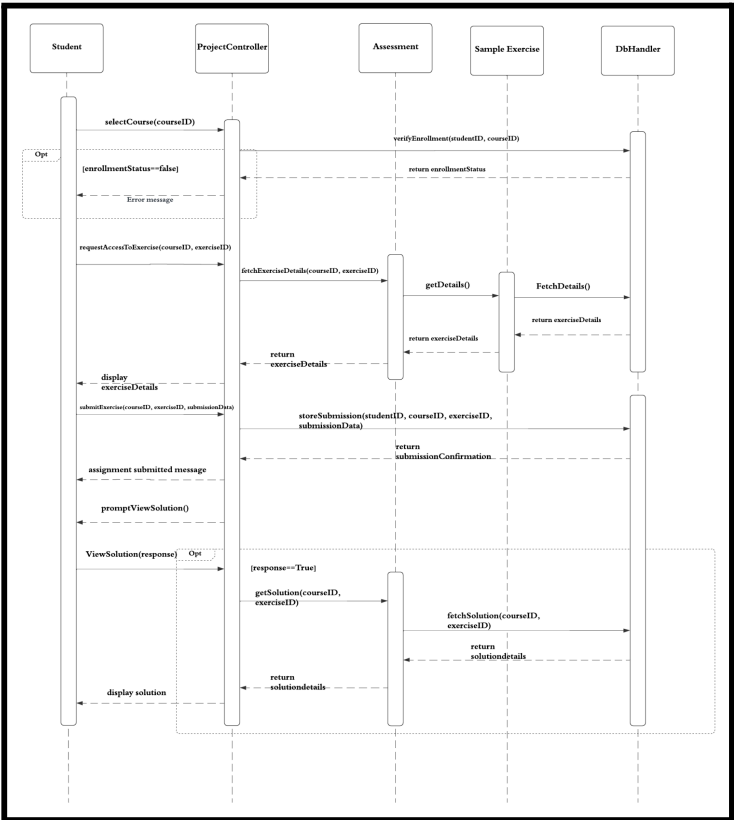 Student
ProjectController
Assessment
Sample Exercise
DbHandler
selectCourse(courseID)
verifyEnrollment(studentID, courseID)
Opt
[enrollmentStatus==false]
return enrollmentStatus
Error message
requestAccessToExercise(courseID, exerciseID)
fetchExerciseDetails(courseID, exerciseID)
getDetails()
FetchDetails()
return exerciseDetails
return exerciseDetails
return
exerciseDetails
display
exerciseDetails
submitExercise(courseID, exerciseID, submissionData)
storeSubmission(studentID, courseID, exerciseID,
submissionData)
return
submissionConfirmation
assignment submitted message
promptViewSolution()
ViewSolution(response)
Opt
[response==True]
getSolution(courseID,
exerciseID)
fetchSolution(courseID,
exerciseID)
return
solutiondetails
return
solutiondetails
display solution